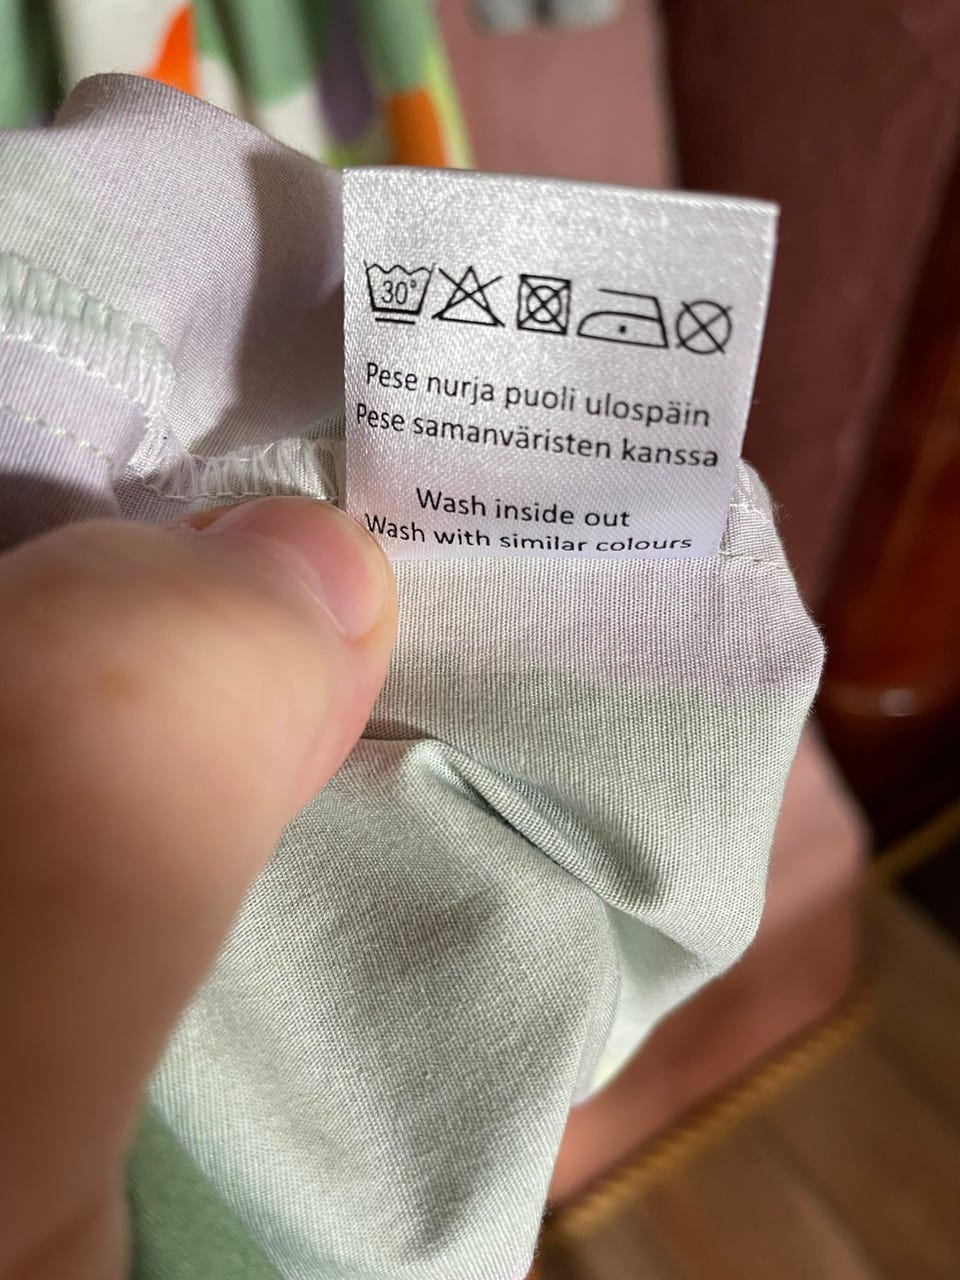 30°
Pese nurja puoli ulospäin
Pese samanväristen kanssa
Wash inside out
Wash with similar colours